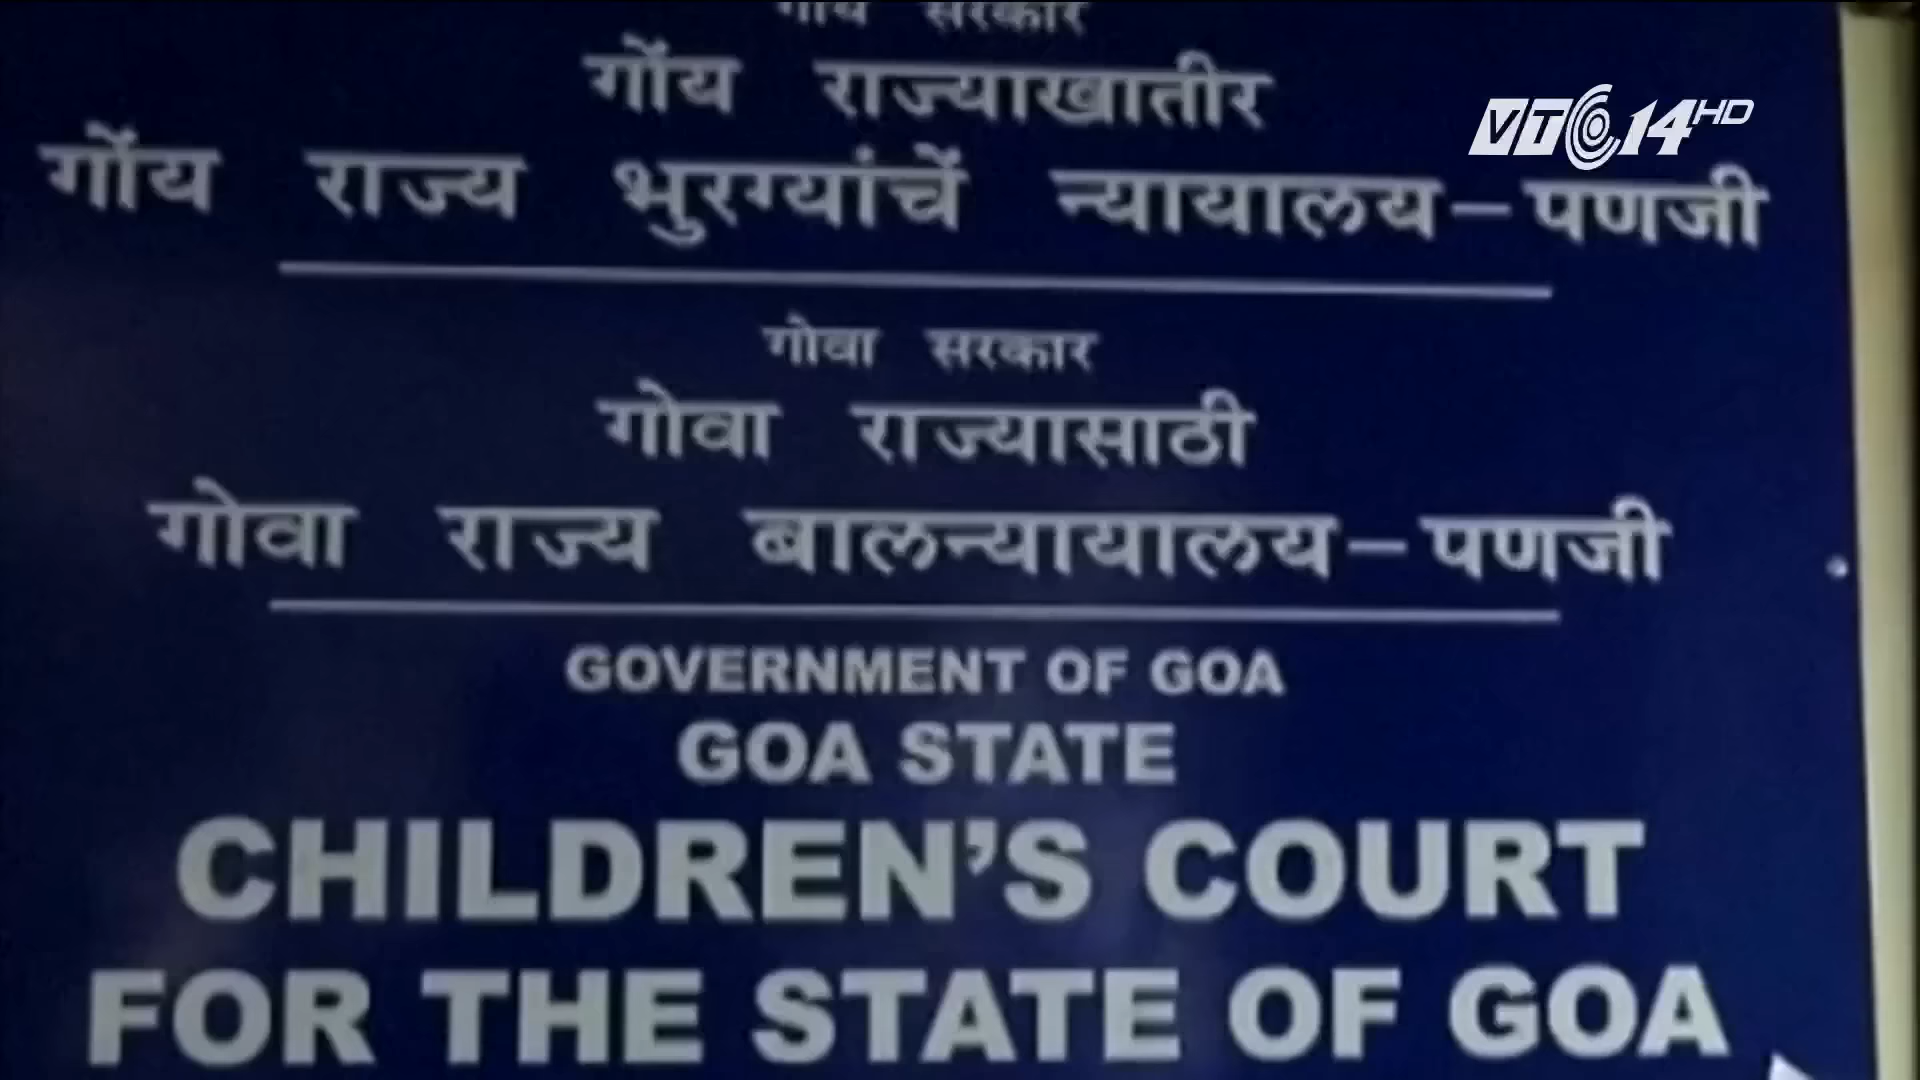 गोंय सरकार
गोंय राज्याखातीर
VTC14HD
गोंय राज्य भुरग्यांचें न्यायालय–पणजी
गोवा सरकार
गोवा राज्यासाठी
गोवा राज्य बालन्यायालय–पणजी
GOVERNMENT OF GOA
GOA STATE
CHILDREN'S COURT
FOR THE STATE OF GOA